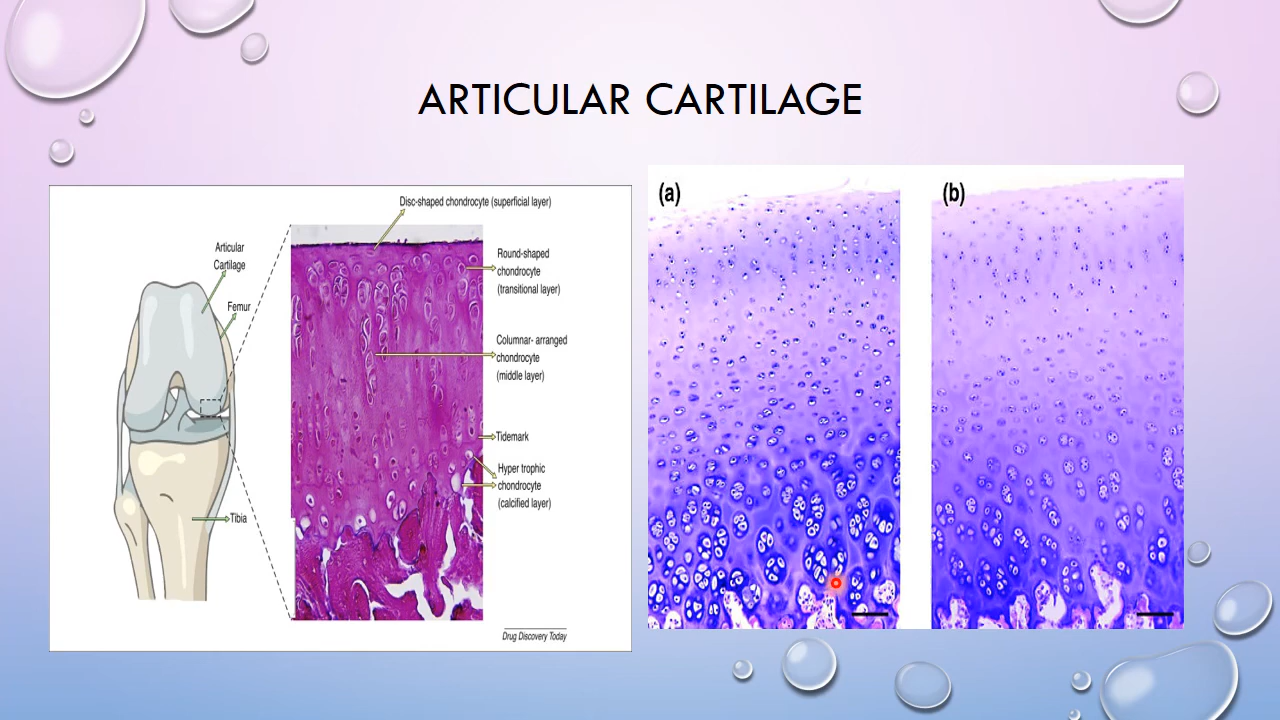 ARTICULAR CARTILAGE
Disc-shaped chondrocyte (superficial layer)
Articular
Cartilage
Femur
Tibia
Round-shaped
chondrocyte
(transitional layer)
Columnar- arranged
chondrocyte
(middle layer)
Tidemark
Hyper trophic
chondrocyte
(calcified layer)
Drug Discovery Today
(a)
(b)